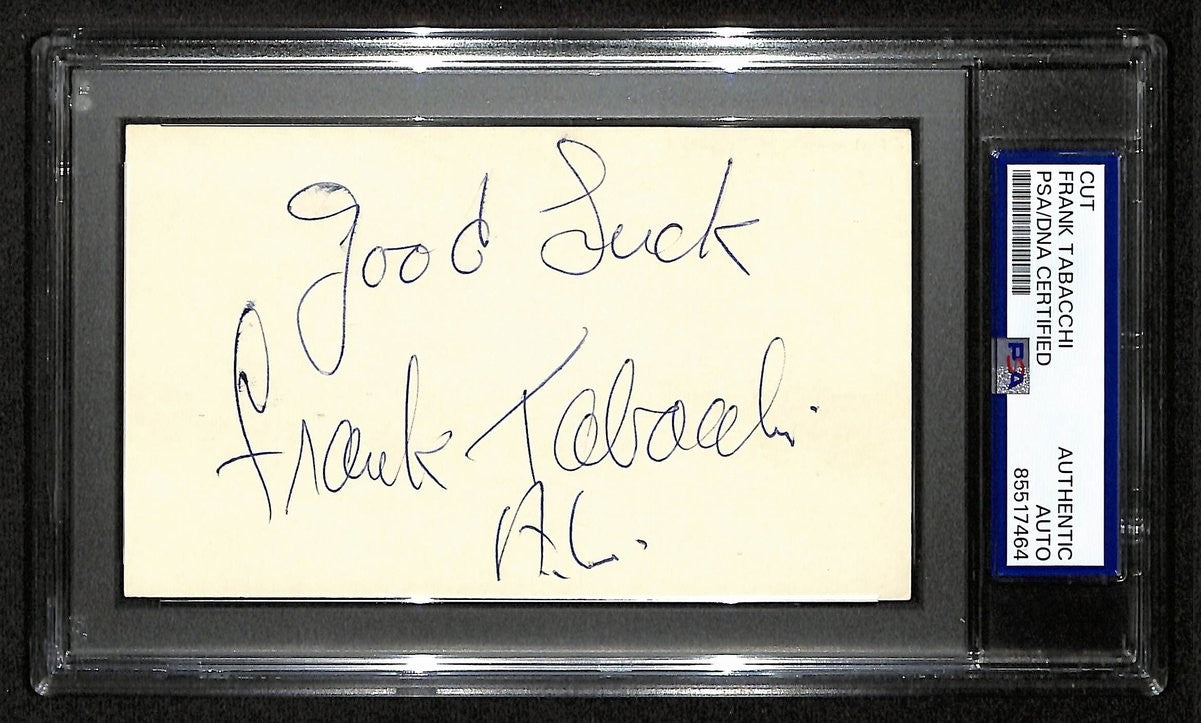 Good Luck
Frank Tabacchi
A.L.
CUT
FRANK TABACCHI
PSA/DNA CERTIFIED
AUTHENTIC
AUTO
85517464
PSA